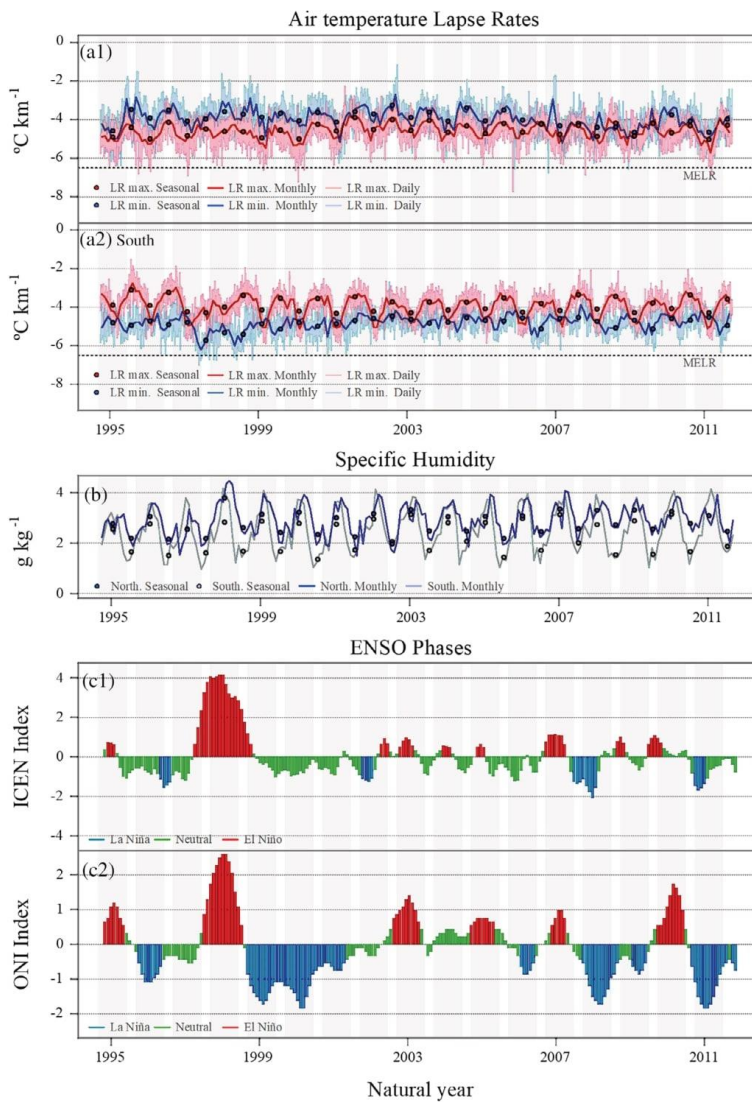 Air temperature Lapse Rates
(a1)
0
-2
-4
-6
-8
ºC km⁻¹
MELR
LR max. Seasonal LR max. Monthly LR max. Daily
LR min. Seasonal LR min. Monthly LR min. Daily
(a2) South
0
-2
-4
-6
-8
ºC km⁻¹
MELR
LR max. Seasonal LR max. Monthly LR max. Daily
LR min. Seasonal LR min. Monthly LR min. Daily
1995 1999 2003 2007 2011
Specific Humidity
(b)
4
2
0
g kg⁻¹
North. Seasonal South. Seasonal North. Monthly South. Monthly
1995 1999 2003 2007 2011
ENSO Phases
(c1)
4
2
0
-2
-4
ICEN Index
La Niña Neutral El Niño
(c2)
2
1
0
-1
-2
ONI Index
La Niña Neutral El Niño
1995 1999 2003 2007 2011
Natural year